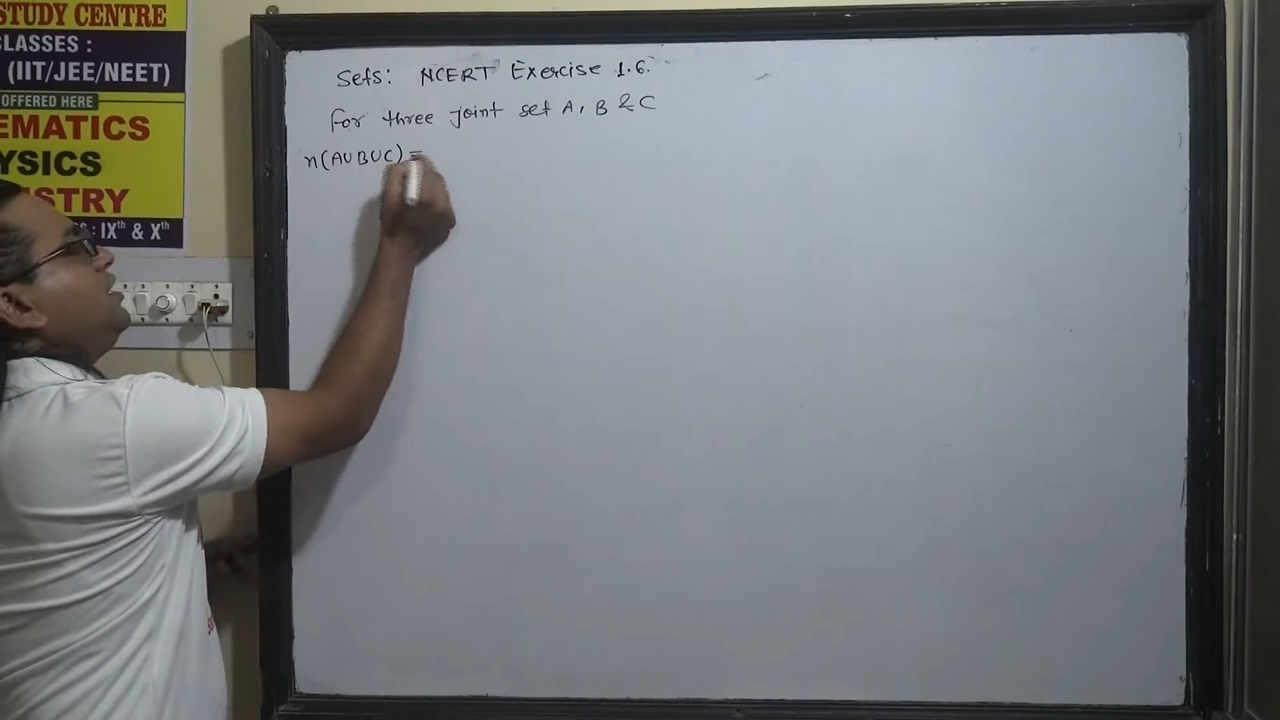 STUDY CENTRE
CLASSES :
(IIT/JEE/NEET)
OFFERED HERE
EMATICS
YSICS
STRY
: IXth & Xth
Sets: NCERT Exercise 1.6.
For three joint set A, B & C
n(A∪B∪C) =